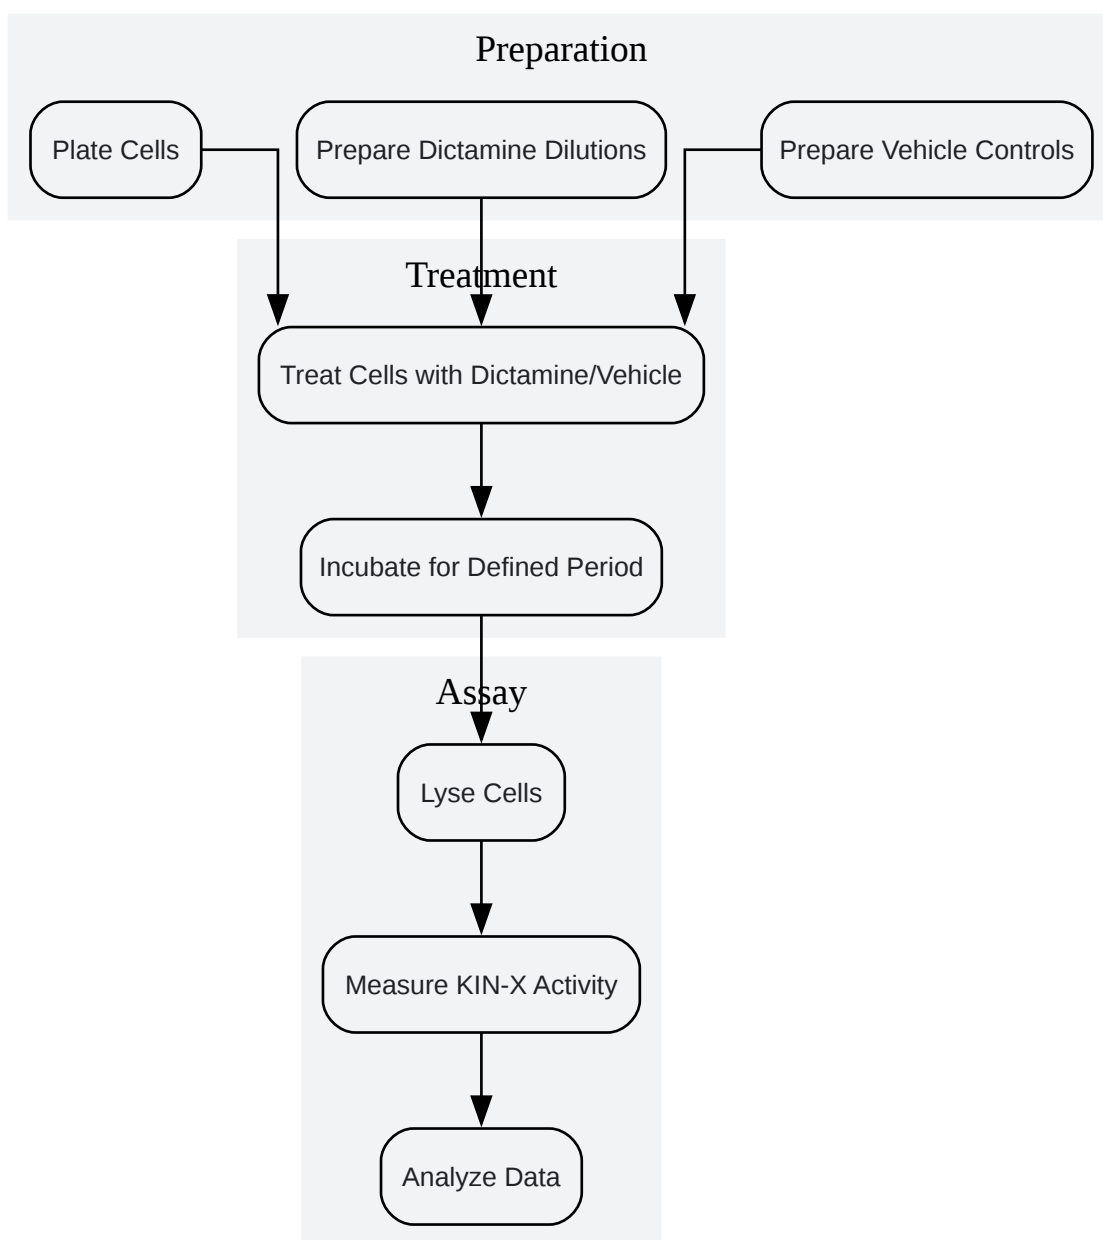 Preparation
Plate Cells
Prepare Dictamine Dilutions
Prepare Vehicle Controls
Treatment
Treat Cells with Dictamine/Vehicle
Incubate for Defined Period
Assay
Lyse Cells
Measure KIN-X Activity
Analyze Data